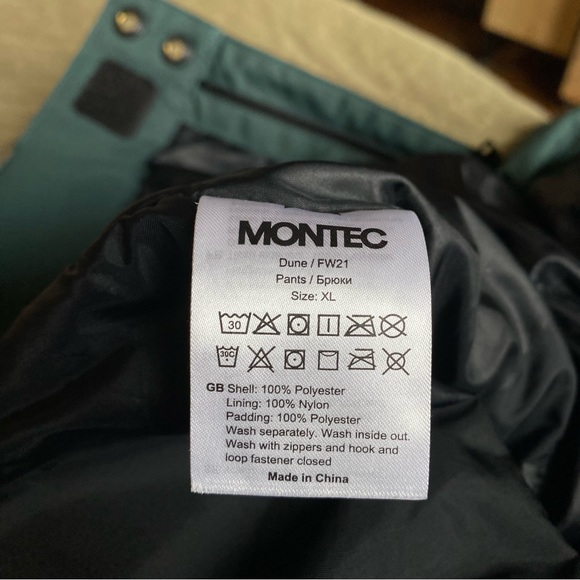 MONTEC
Dune / FW21
Pants / Брюки
Size: XL
30
30C
GB Shell: 100% Polyester
Lining: 100% Nylon
Padding: 100% Polyester
Wash separately. Wash inside out.
Wash with zippers and hook and
loop fastener closed
Made in China